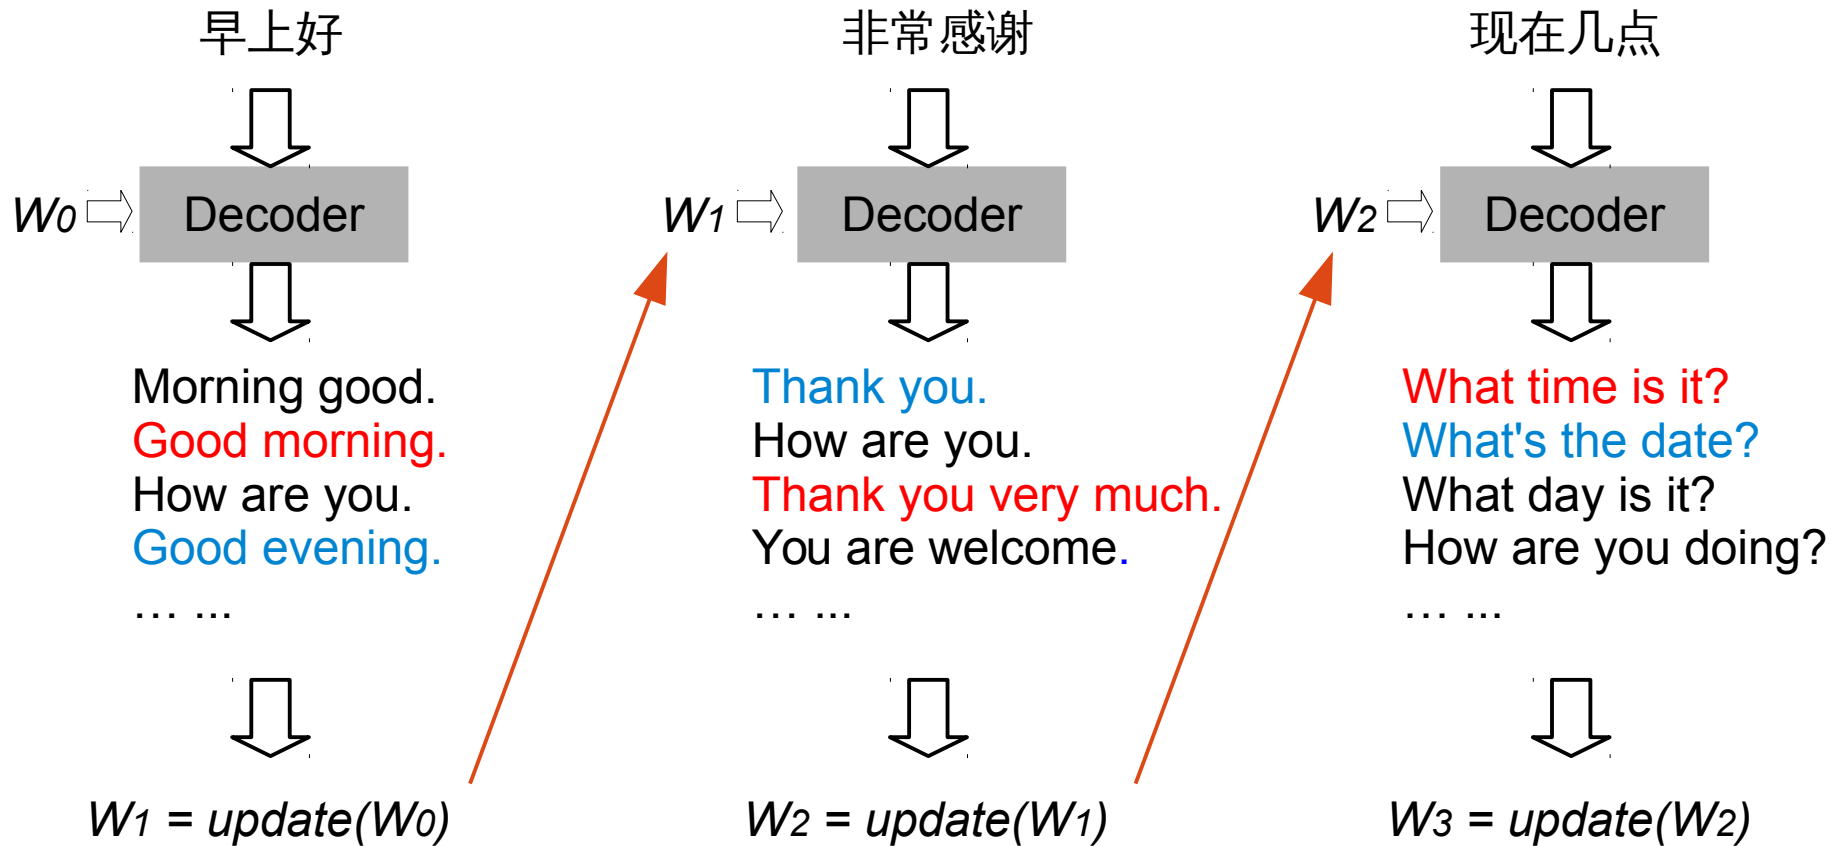 早上好
W0
Decoder
Morning good.
Good morning.
How are you.
Good evening.
... ...
W1 = update(W0)
非常感谢
W1
Decoder
Thank you.
How are you.
Thank you very much.
You are welcome.
... ...
W2 = update(W1)
现在几点
W2
Decoder
What time is it?
What's the date?
What day is it?
How are you doing?
... ...
W3 = update(W2)